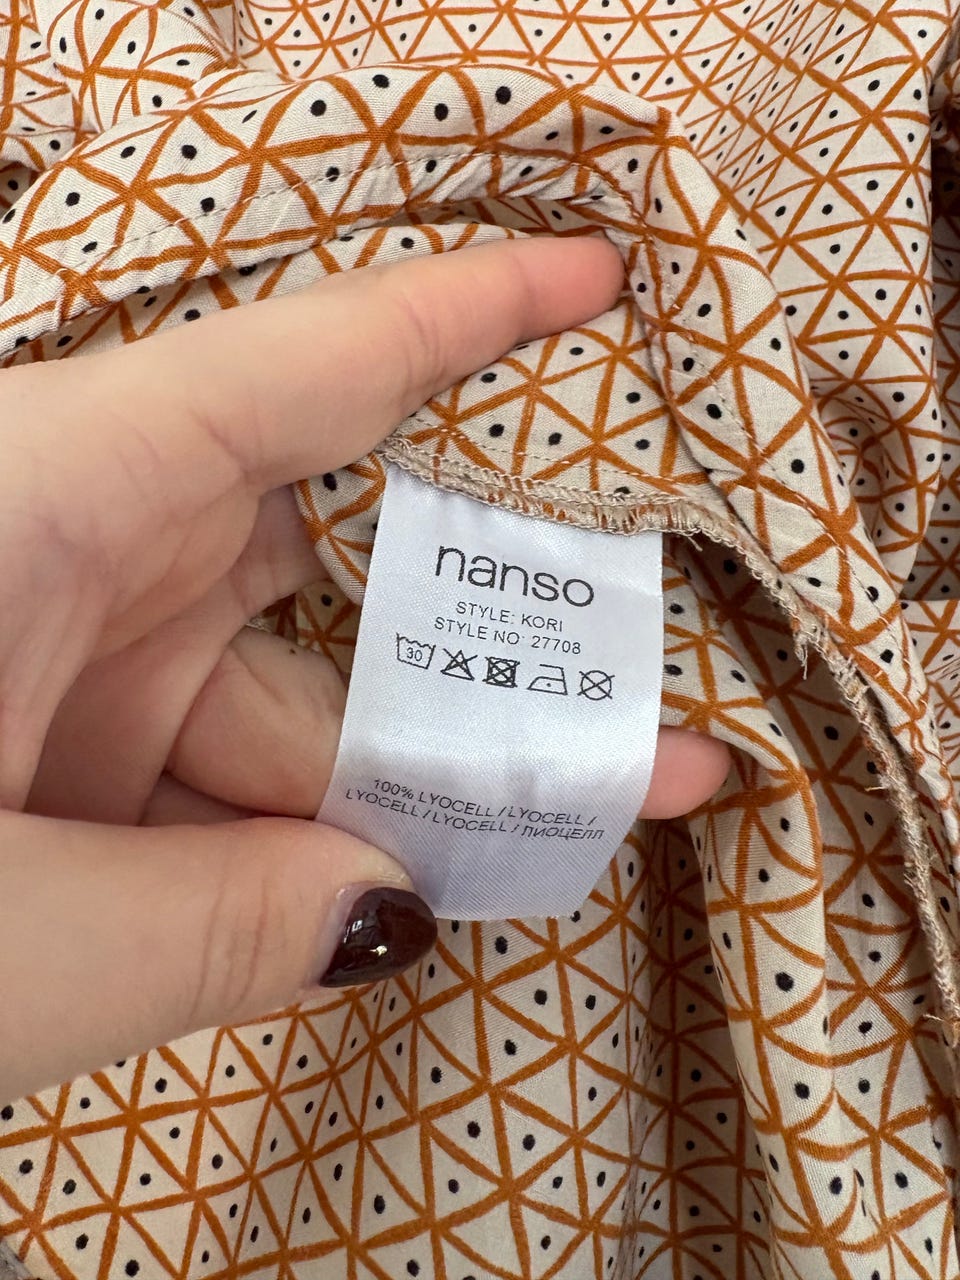 nanso
STYLE: KORI
STYLE NO: 27708
30
100% LYOCELL / LYOCELL /
LYOCELL / LYOCELL / ЛИОЦЕЛЛ